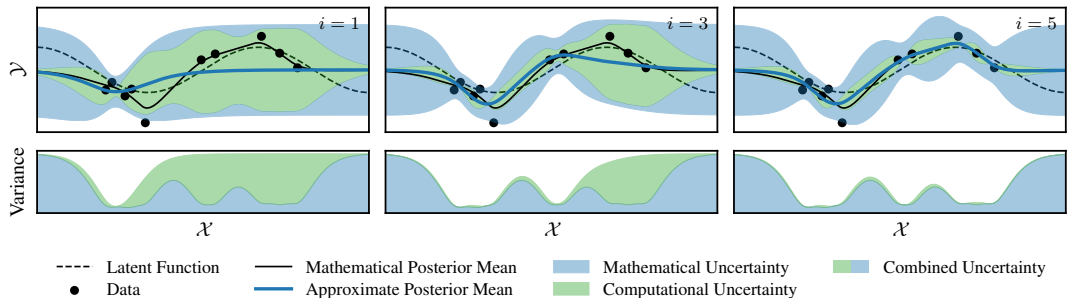 i = 1
i = 3
i = 5
𝒴
Variance
𝒳
𝒳
𝒳
Latent Function
Mathematical Posterior Mean
Mathematical Uncertainty
Combined Uncertainty
Data
Approximate Posterior Mean
Computational Uncertainty